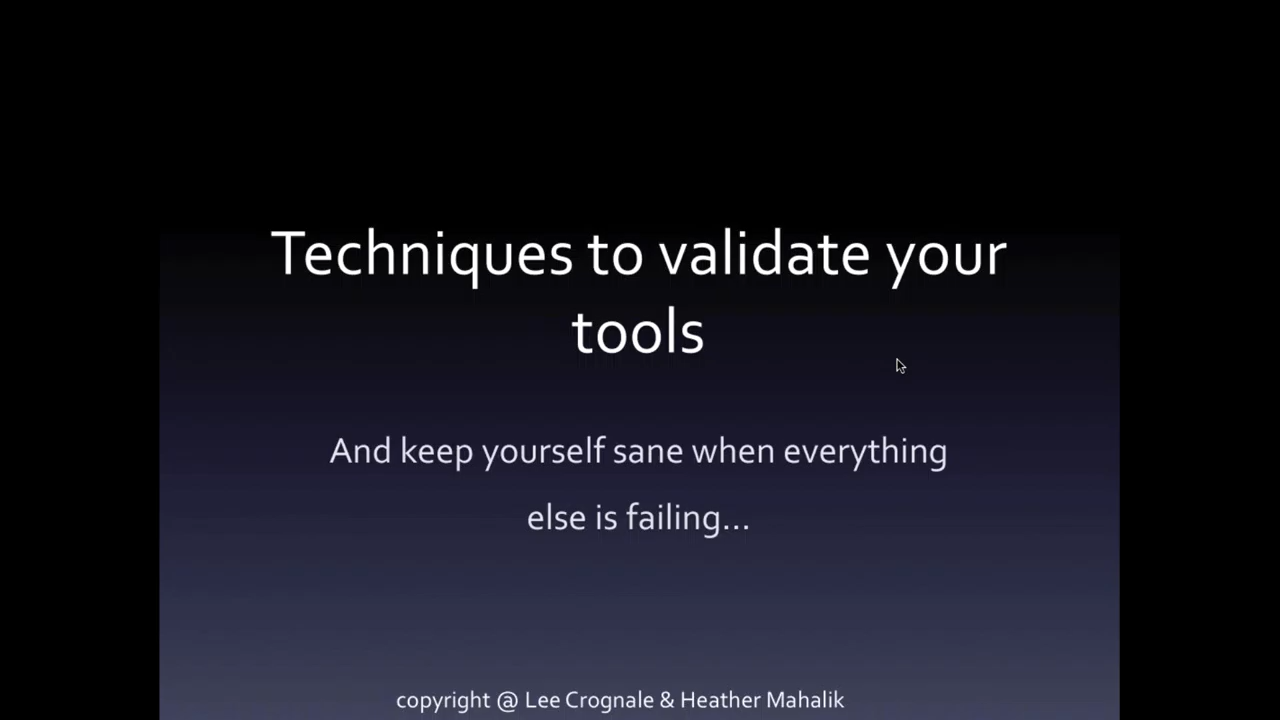 Techniques to validate your
tools
And keep yourself sane when everything
else is failing...
copyright @ Lee Crognale & Heather Mahalik